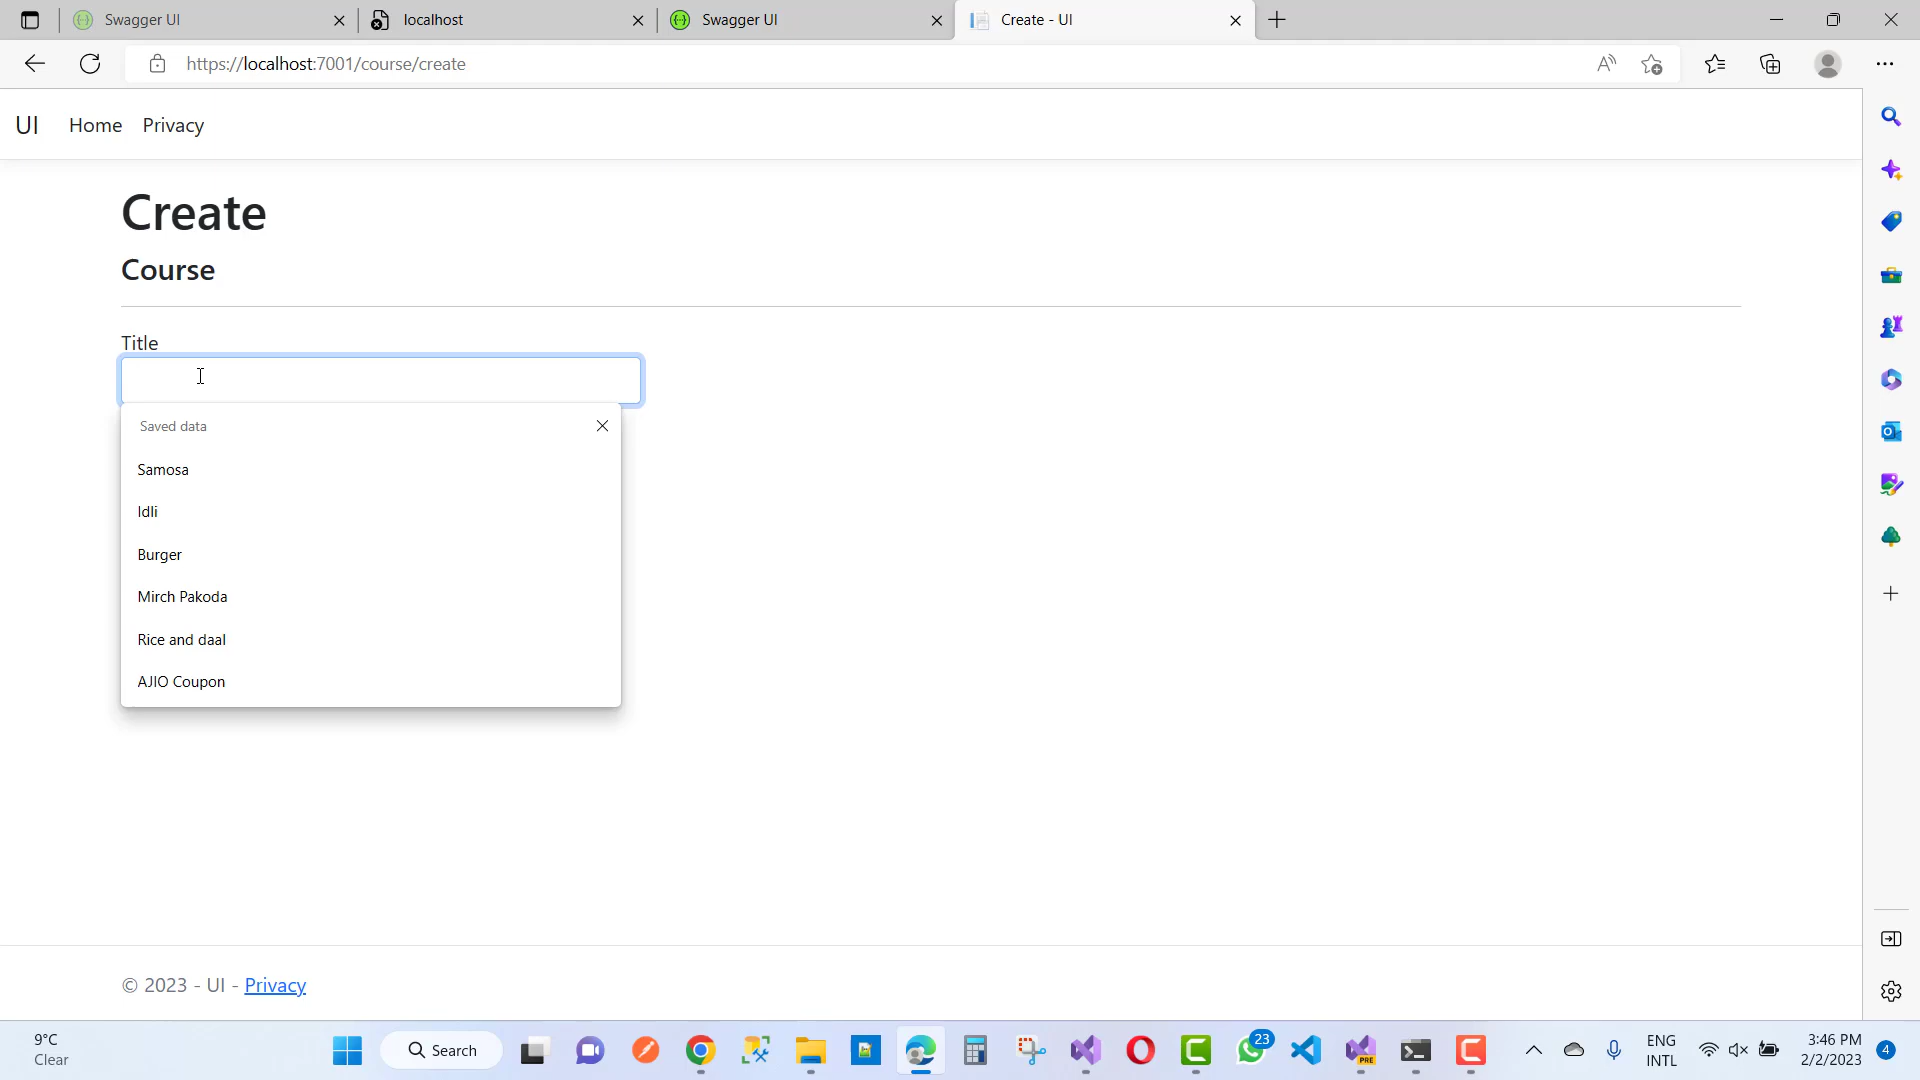 Swagger UI
localhost
Swagger UI
Create - UI
https://localhost:7001/course/create
UI
Home
Privacy
Create
Course
Title
Saved data
Samosa
Idli
Burger
Mirch Pakoda
Rice and daal
AJIO Coupon
© 2023 - UI - Privacy
9°C
Clear
Search
23
PRE
ENG
INTL
3:46 PM
2/2/2023
4